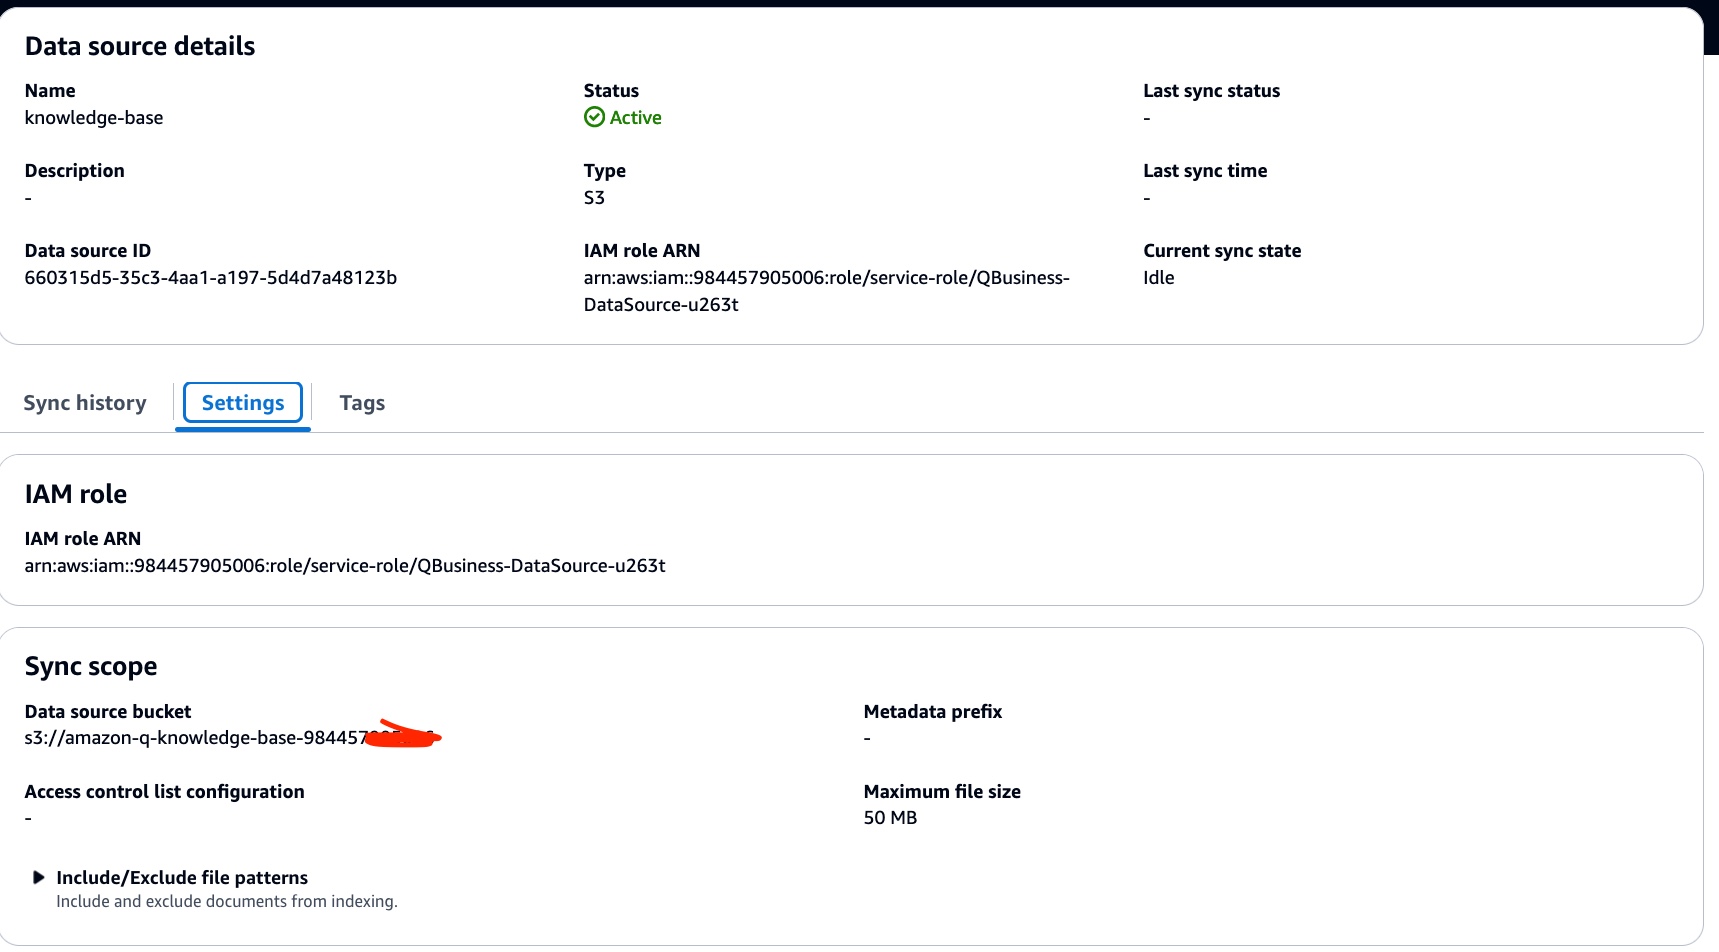 Data source details
Name
knowledge-base
Status
Active
Last sync status
-
Description
-
Type
S3
Last sync time
-
Data source ID
660315d5-35c3-4aa1-a197-5d4d7a48123b
IAM role ARN
arn:aws:iam::984457905006:role/service-role/QBusiness-
DataSource-u263t
Current sync state
Idle
Sync history
Settings
Tags
IAM role
IAM role ARN
arn:aws:iam::984457905006:role/service-role/QBusiness-DataSource-u263t
Sync scope
Data source bucket
s3://amazon-q-knowledge-base-984457
Metadata prefix
-
Access control list configuration
-
Maximum file size
50 MB
Include/Exclude file patterns
Include and exclude documents from indexing.